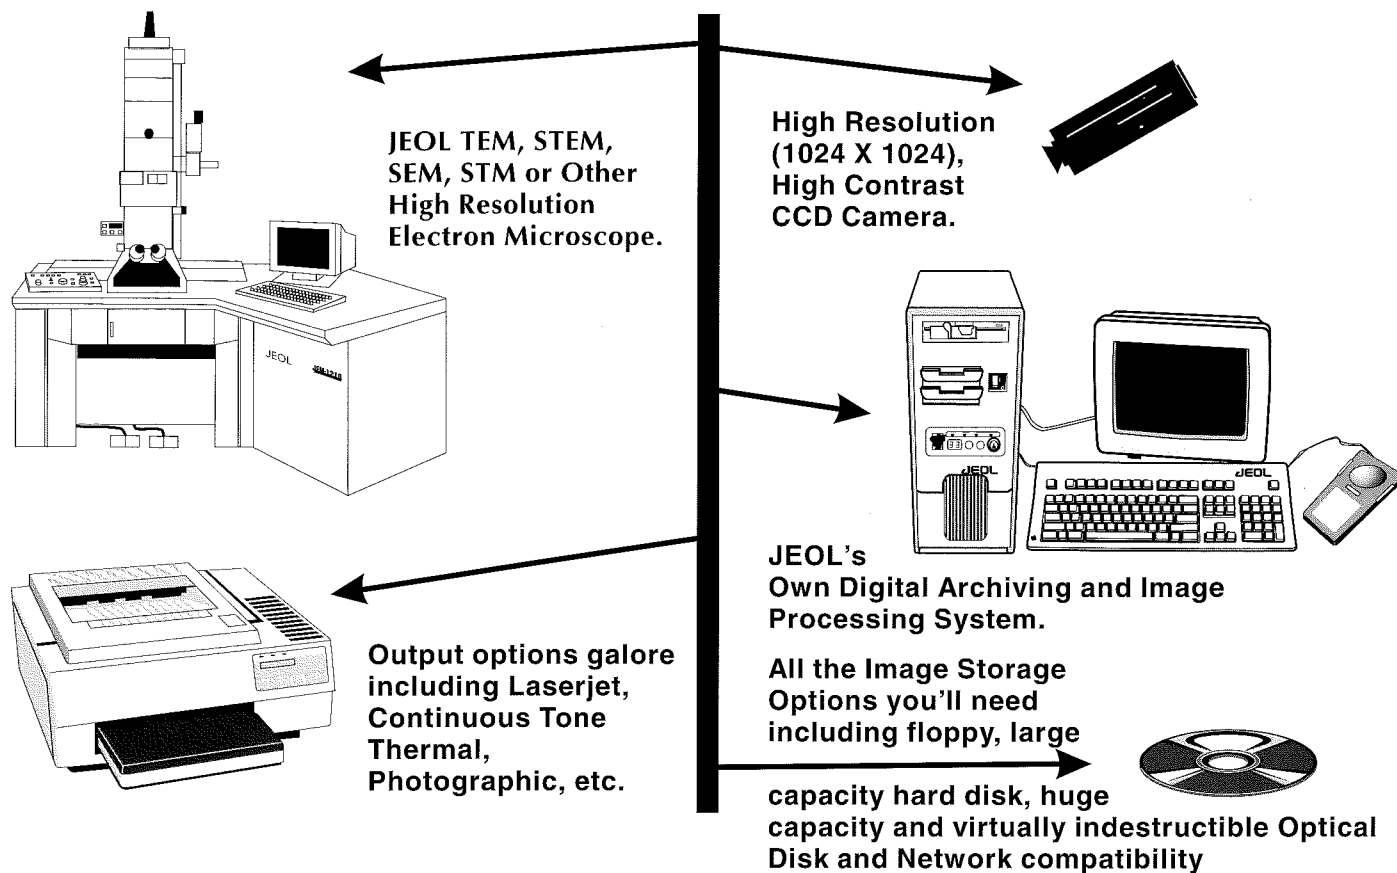 JEOL TEM, STEM,
SEM, STM or Other
High Resolution
Electron Microscope.
High Resolution
(1024 X 1024),
High Contrast
CCD Camera.
JEOL
JEM-1210
JEOL
JEOL
JEOL's
Own Digital Archiving and Image
Processing System.
Output options galore
including Laserjet,
Continuous Tone
Thermal,
Photographic, etc.
All the Image Storage
Options you'll need
including floppy, large
capacity hard disk, huge
capacity and virtually indestructible Optical
Disk and Network compatibility